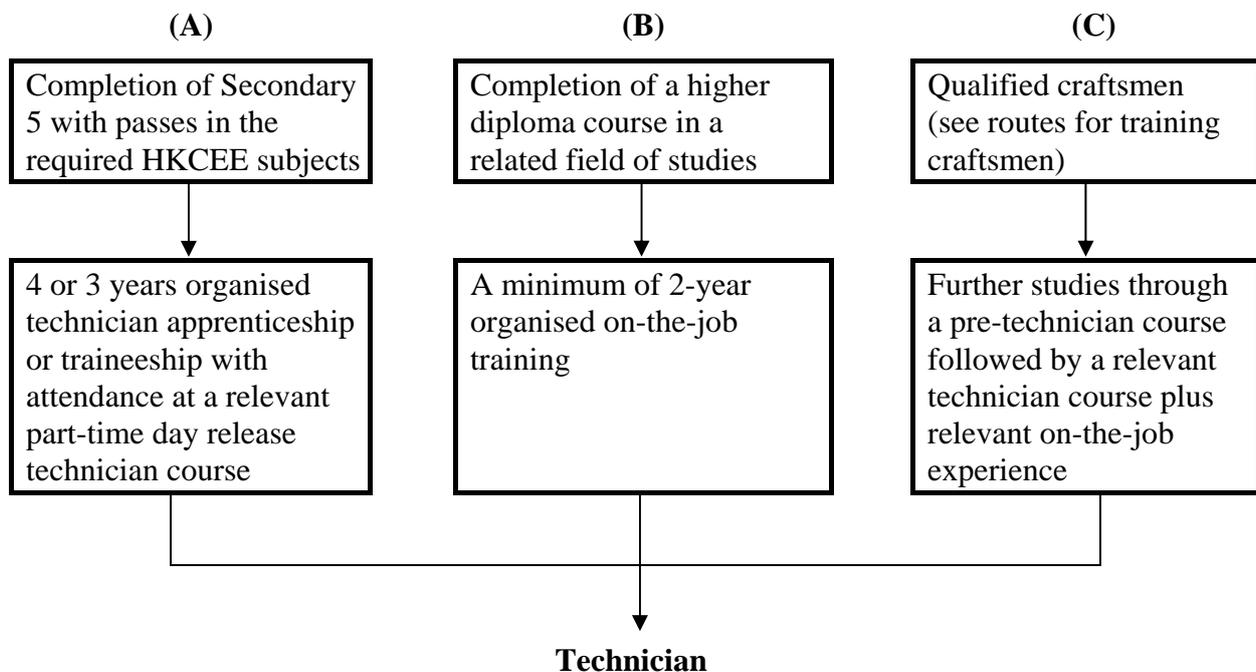 (A)
Completion of Secondary
5 with passes in the
required HKCEE subjects
4 or 3 years organised
technician apprenticeship
or traineeship with
attendance at a relevant
part-time day release
technician course
(B)
Completion of a higher
diploma course in a
related field of studies
A minimum of 2-year
organised on-the-job
training
(C)
Qualified craftsmen
(see routes for training
craftsmen)
Further studies through
a pre-technician course
followed by a relevant
technician course plus
relevant on-the-job
experience
Technician